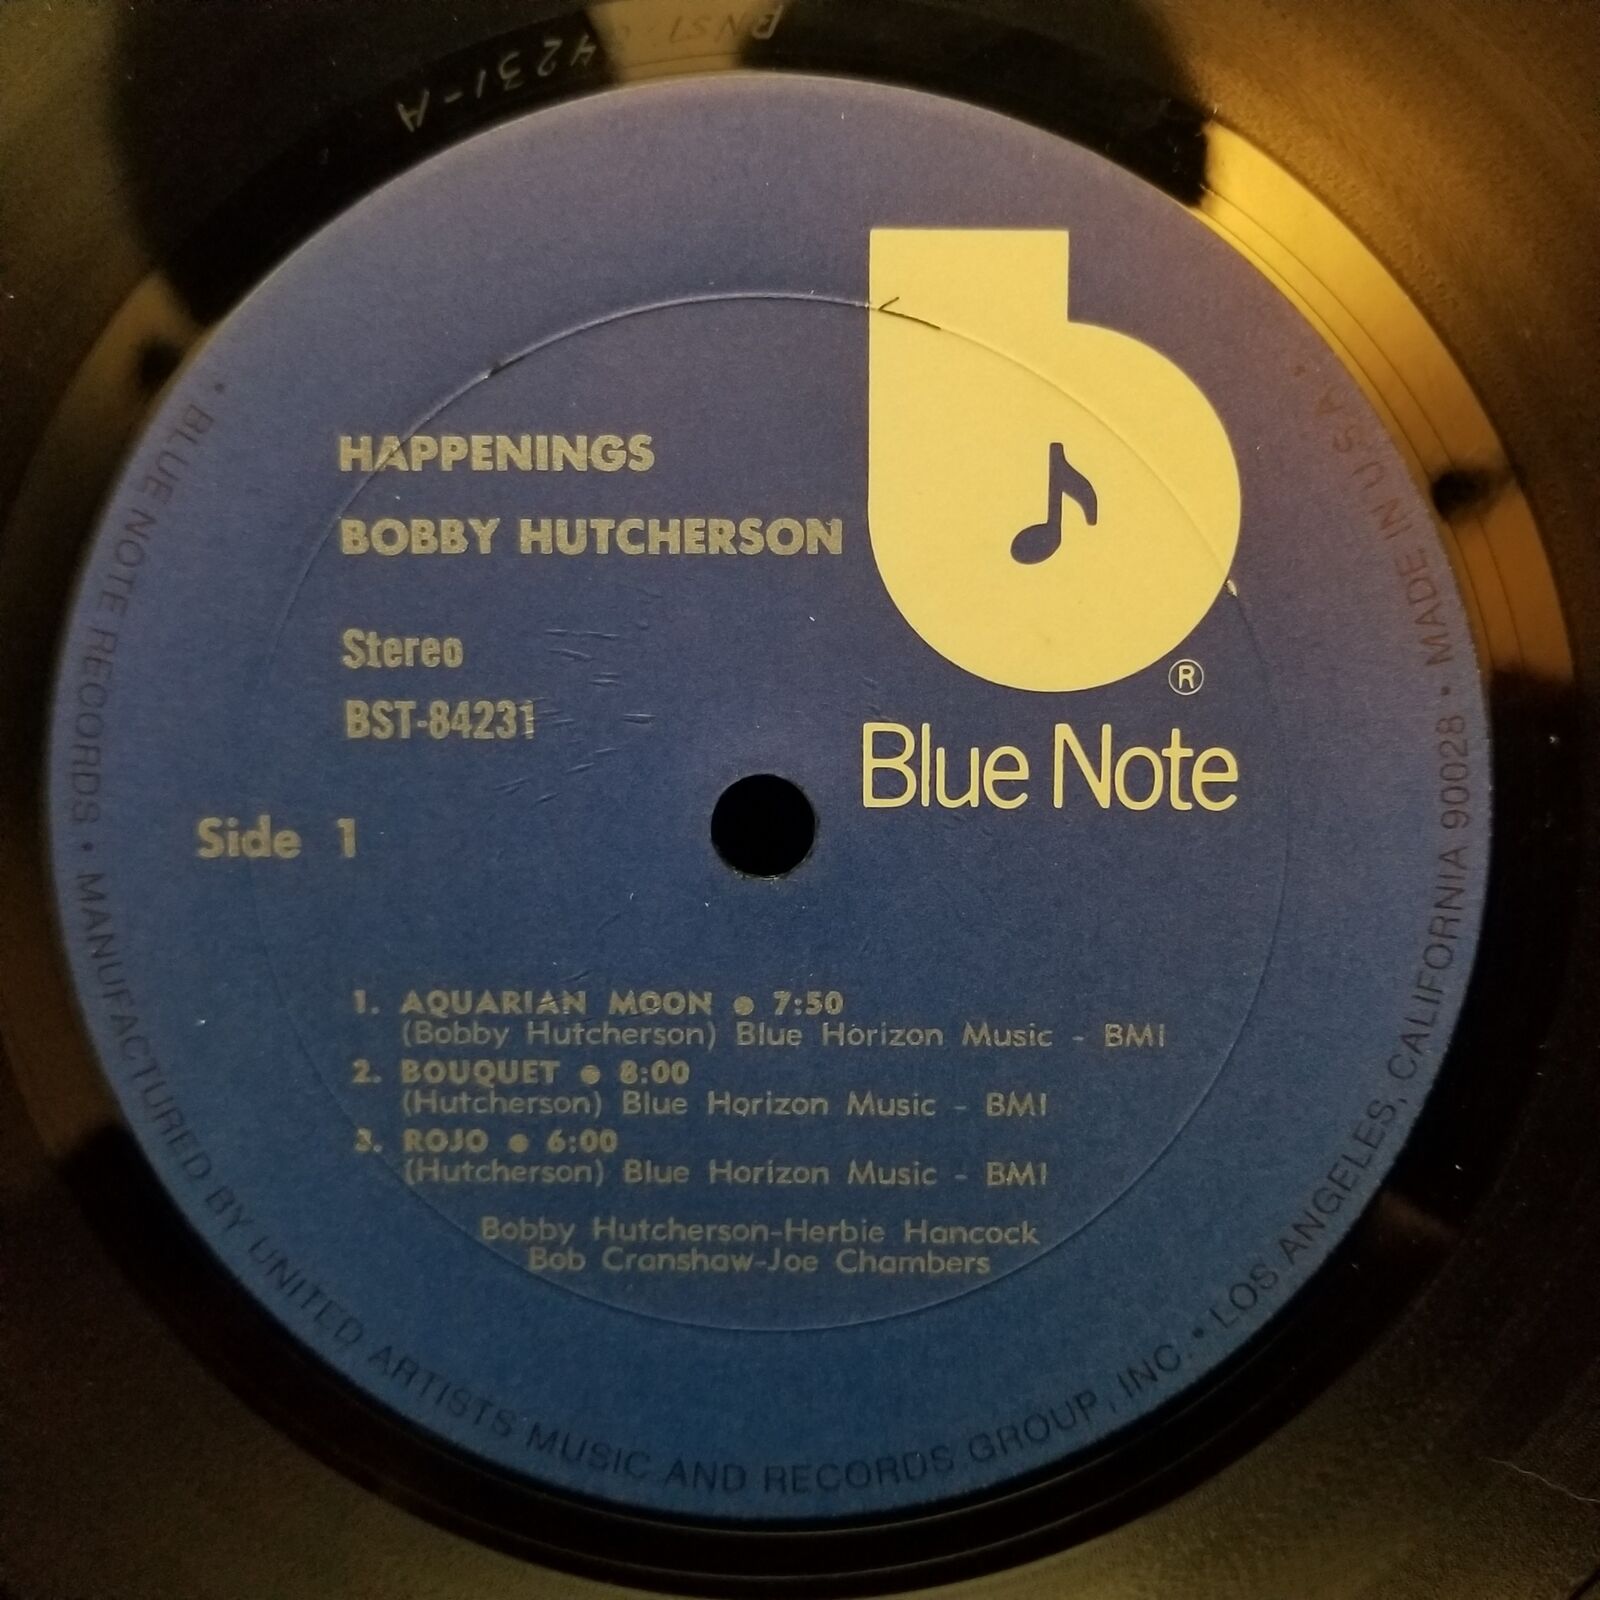 BNST-84231-A
HAPPENINGS
BOBBY HUTCHERSON
Stereo
BST-84231
Side 1
®
Blue Note
1. AQUARIAN MOON • 7:50
(Bobby Hutcherson) Blue Horizon Music - BMI
2. BOUQUET • 8:00
(Hutcherson) Blue Horizon Music - BMI
3. ROJO • 6:00
(Hutcherson) Blue Horizon Music - BMI
Bobby Hutcherson-Herbie Hancock
Bob Cranshaw-Joe Chambers
• BLUE NOTE RECORDS • MANUFACTURED BY UNITED ARTISTS MUSIC AND RECORDS GROUP, INC. • LOS ANGELES, CALIFORNIA 90028 • MADE IN U.S.A. •